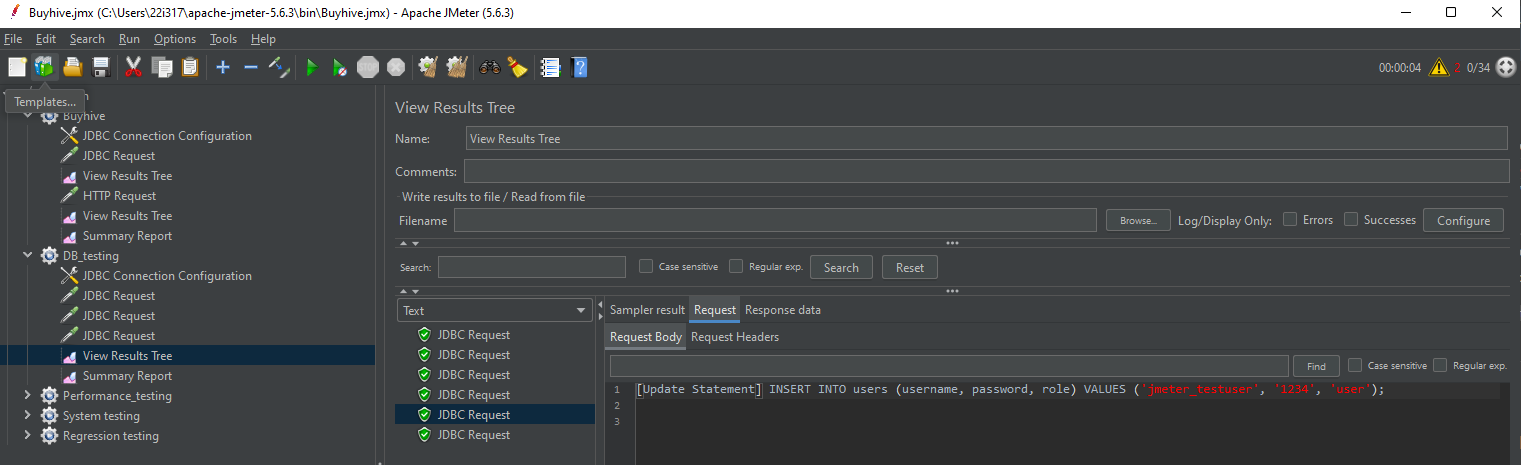 Buyhive.jmx (C:\Users\22i317\apache-jmeter-5.6.3\bin\Buyhive.jmx) - Apache JMeter (5.6.3)
File Edit Search Run Options Tools Help
STOP 00:00:04 2 0/34
Templates...
Buyhive
JDBC Connection Configuration
JDBC Request
View Results Tree
HTTP Request
View Results Tree
Summary Report
DB_testing
JDBC Connection Configuration
JDBC Request
JDBC Request
JDBC Request
View Results Tree
Summary Report
Performance_testing
System testing
Regression testing
View Results Tree
Name: View Results Tree
Comments:
Write results to file / Read from file
Filename Browse... Log/Display Only: Errors Successes Configure
Search: Case sensitive Regular exp. Search Reset
Text
JDBC Request
JDBC Request
JDBC Request
JDBC Request
JDBC Request
JDBC Request
Sampler result Request Response data
Request Body Request Headers
Find Case sensitive Regular exp.
1 [Update Statement] INSERT INTO users (username, password, role) VALUES ('jmeter_testuser', '1234', 'user');
2
3